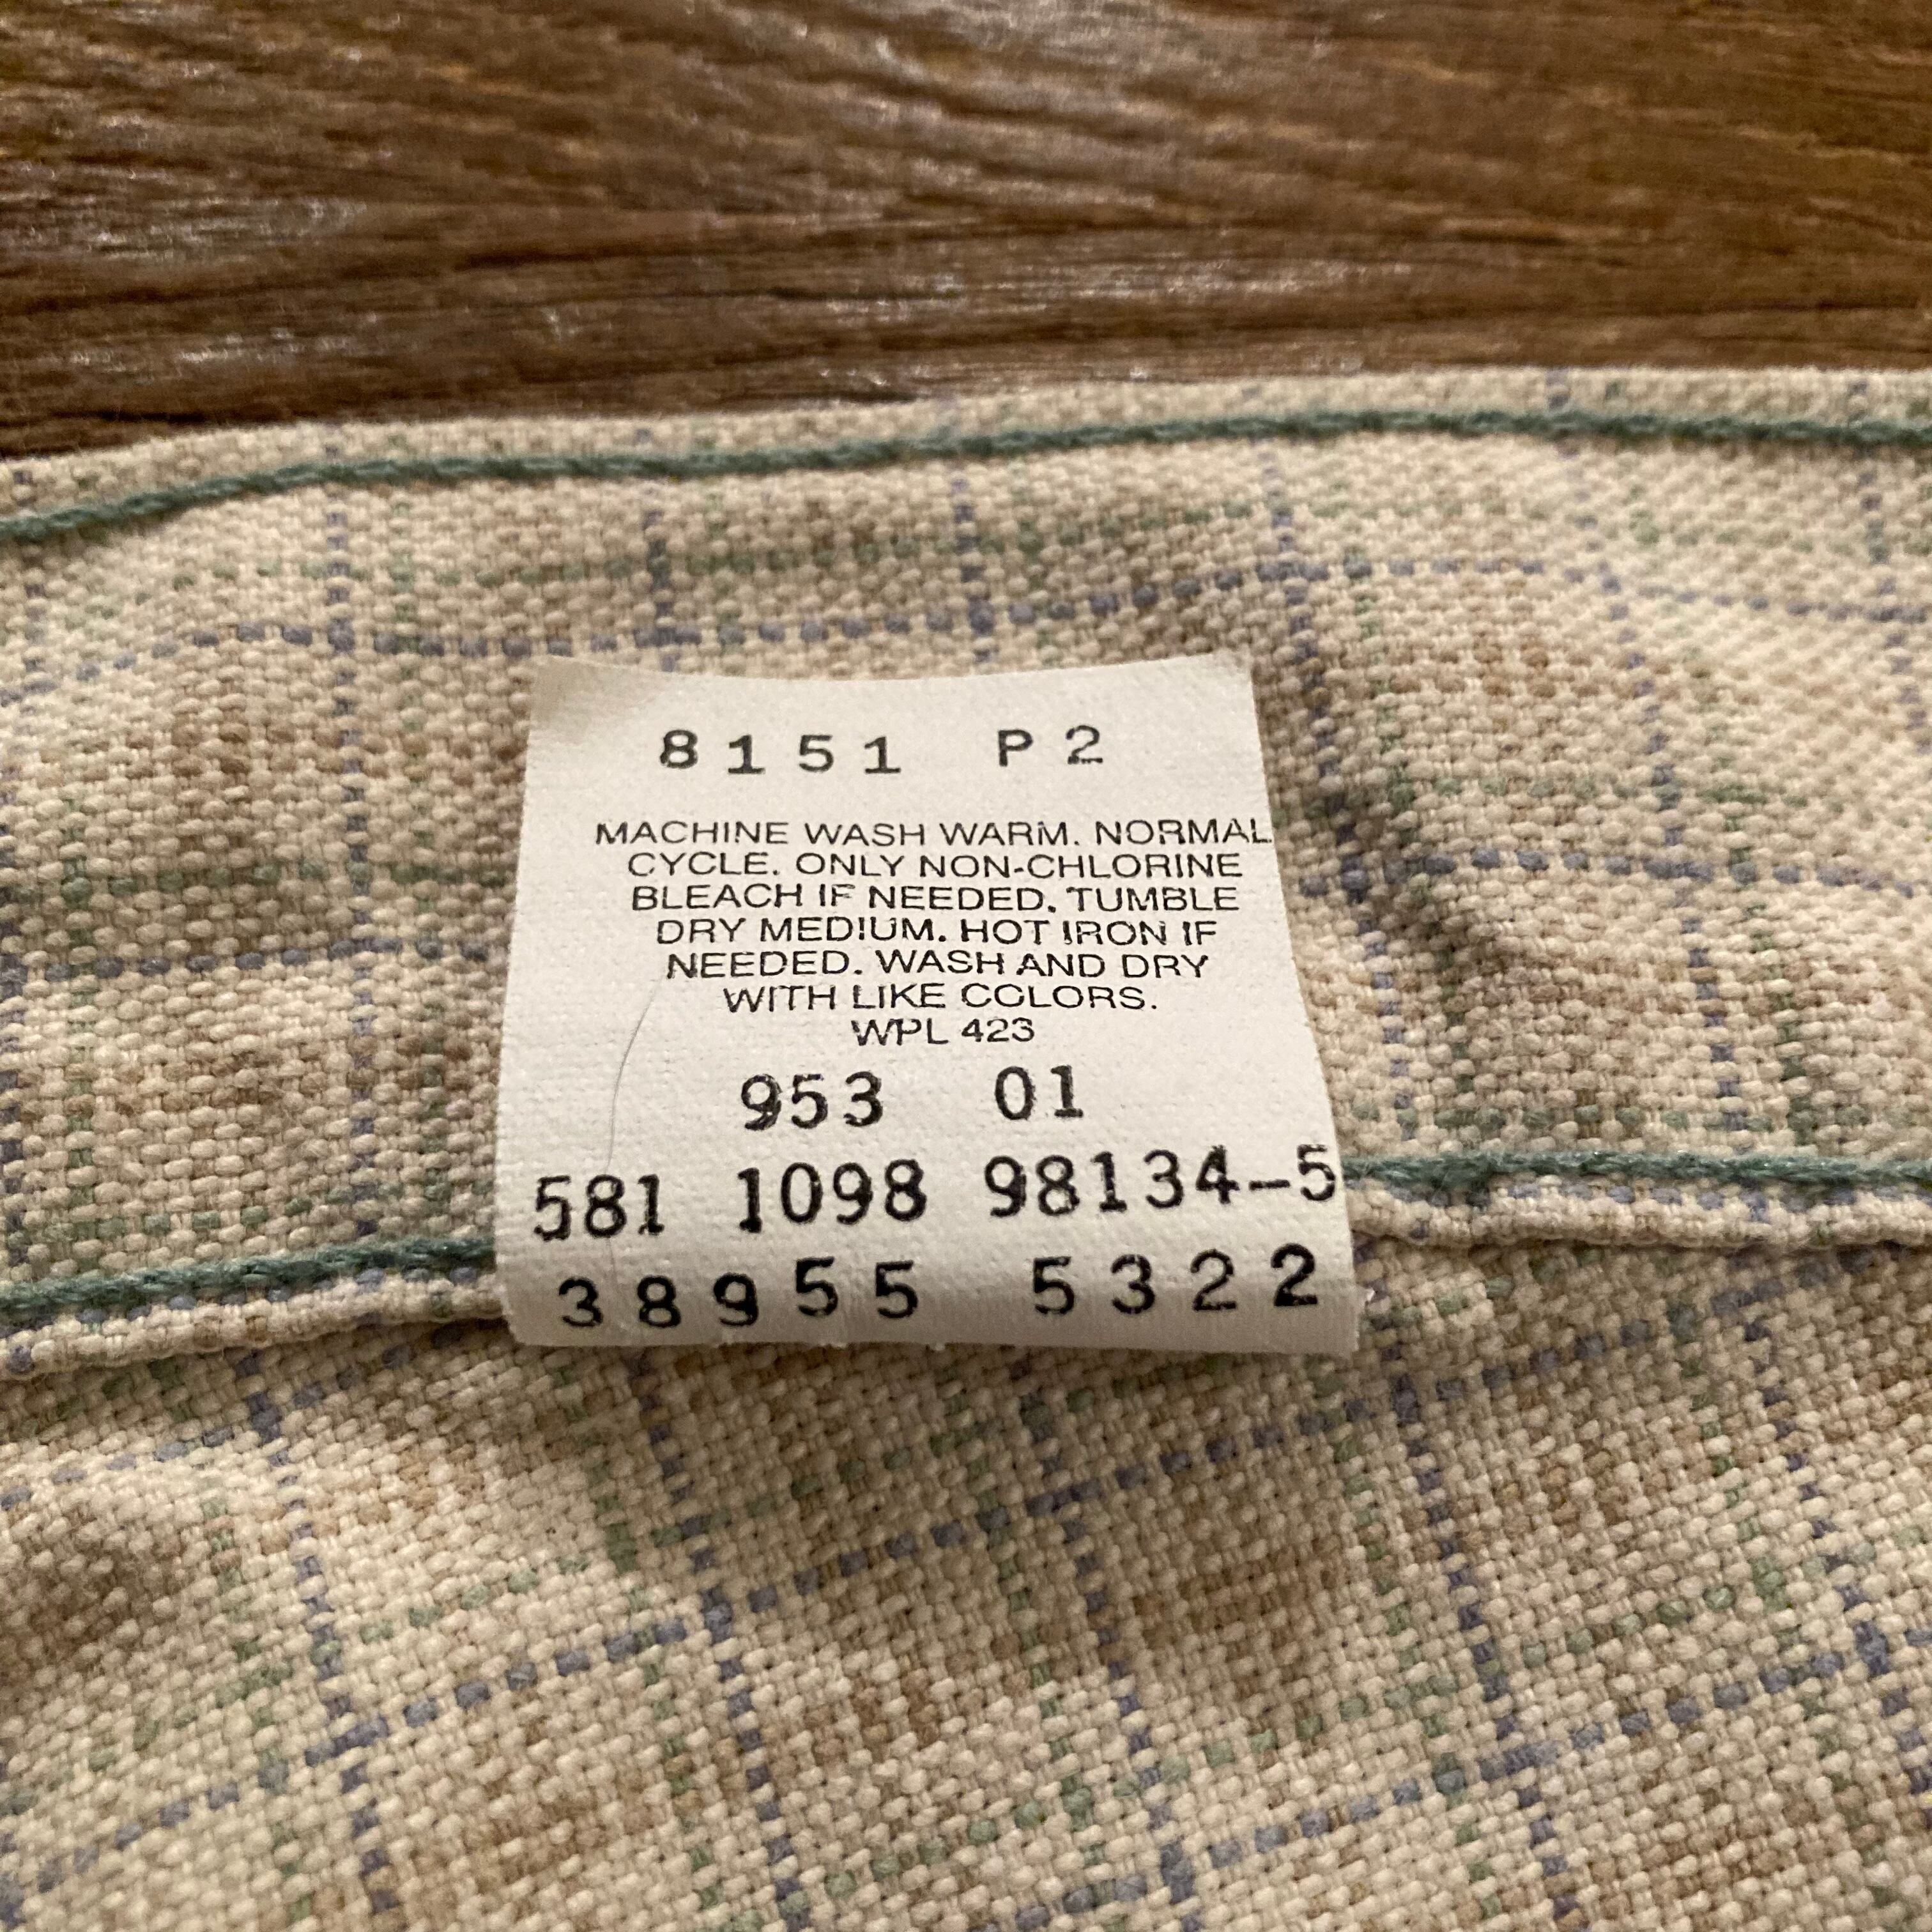 8151 P2
MACHINE WASH WARM. NORMAL
CYCLE. ONLY NON-CHLORINE
BLEACH IF NEEDED. TUMBLE
DRY MEDIUM. HOT IRON IF
NEEDED. WASH AND DRY
WITH LIKE COLORS.
WPL 423
953 01
581 1098 98134-5
38955 5322